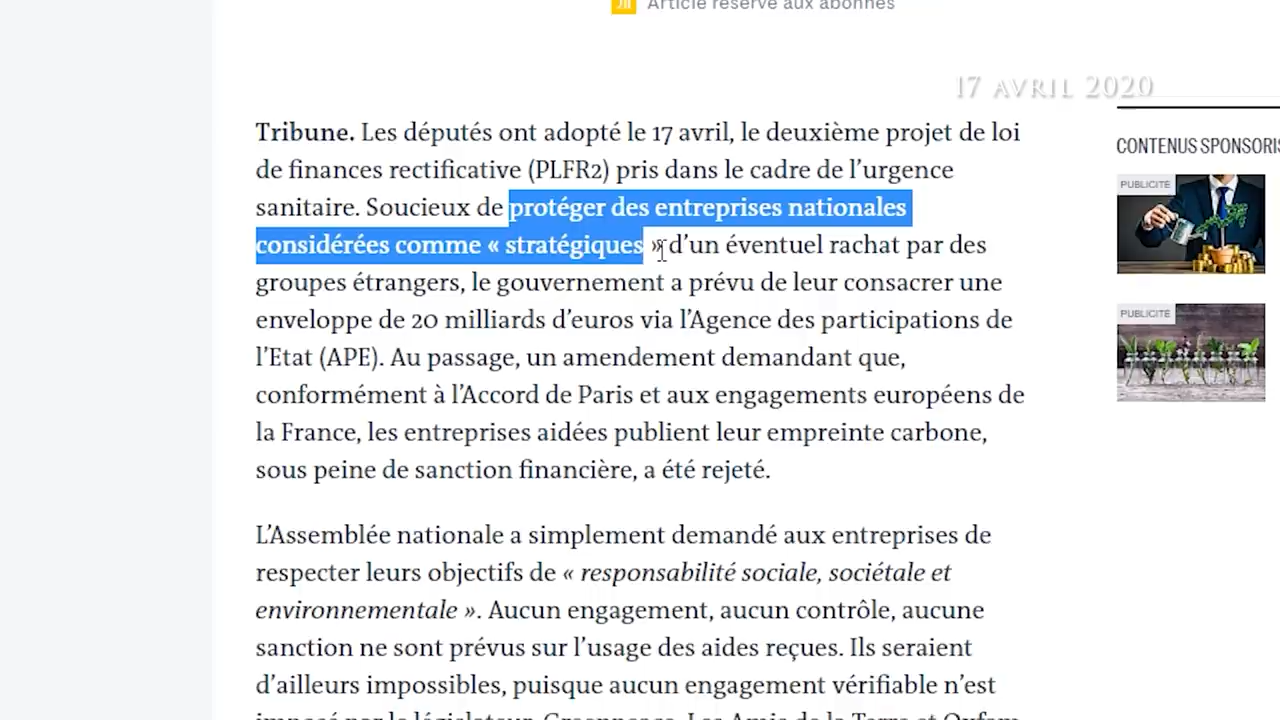 Article réservé aux abonnés
17 AVRIL 2020
Tribune. Les députés ont adopté le 17 avril, le deuxième projet de loi
de finances rectificative (PLFR2) pris dans le cadre de l’urgence
sanitaire. Soucieux de protéger des entreprises nationales
considérées comme « stratégiques » d’un éventuel rachat par des
groupes étrangers, le gouvernement a prévu de leur consacrer une
enveloppe de 20 milliards d’euros via l’Agence des participations de
l’Etat (APE). Au passage, un amendement demandant que,
conformément à l’Accord de Paris et aux engagements européens de
la France, les entreprises aidées publient leur empreinte carbone,
sous peine de sanction financière, a été rejeté.
L’Assemblée nationale a simplement demandé aux entreprises de
respecter leurs objectifs de « responsabilité sociale, sociétale et
environnementale ». Aucun engagement, aucun contrôle, aucune
sanction ne sont prévus sur l’usage des aides reçues. Ils seraient
d’ailleurs impossibles, puisque aucun engagement vérifiable n’est
imposé par le législateur. Greenpeace, Les Amis de la Terre et Oxfam
CONTENUS SPONSORIS
PUBLICITÉ
PUBLICITÉ